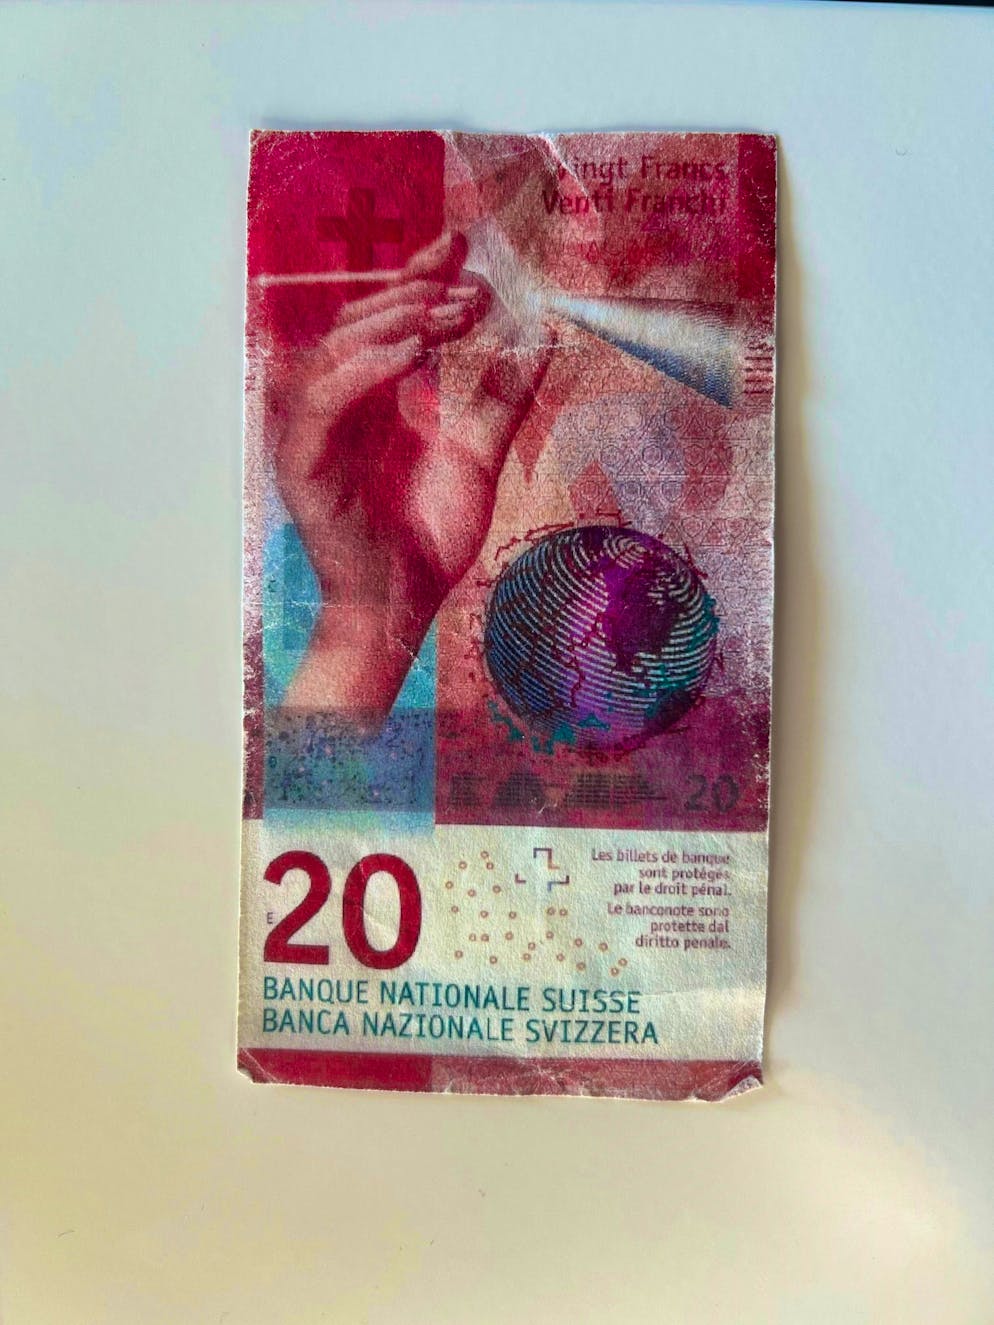 Vingt Francs
Venti Franchi
20
Les billets de banque
sont protégés
par le droit pénal.
Le banconote sono
protette dal
diritto penale.
E
20
BANQUE NATIONALE SUISSE
BANCA NAZIONALE SVIZZERA